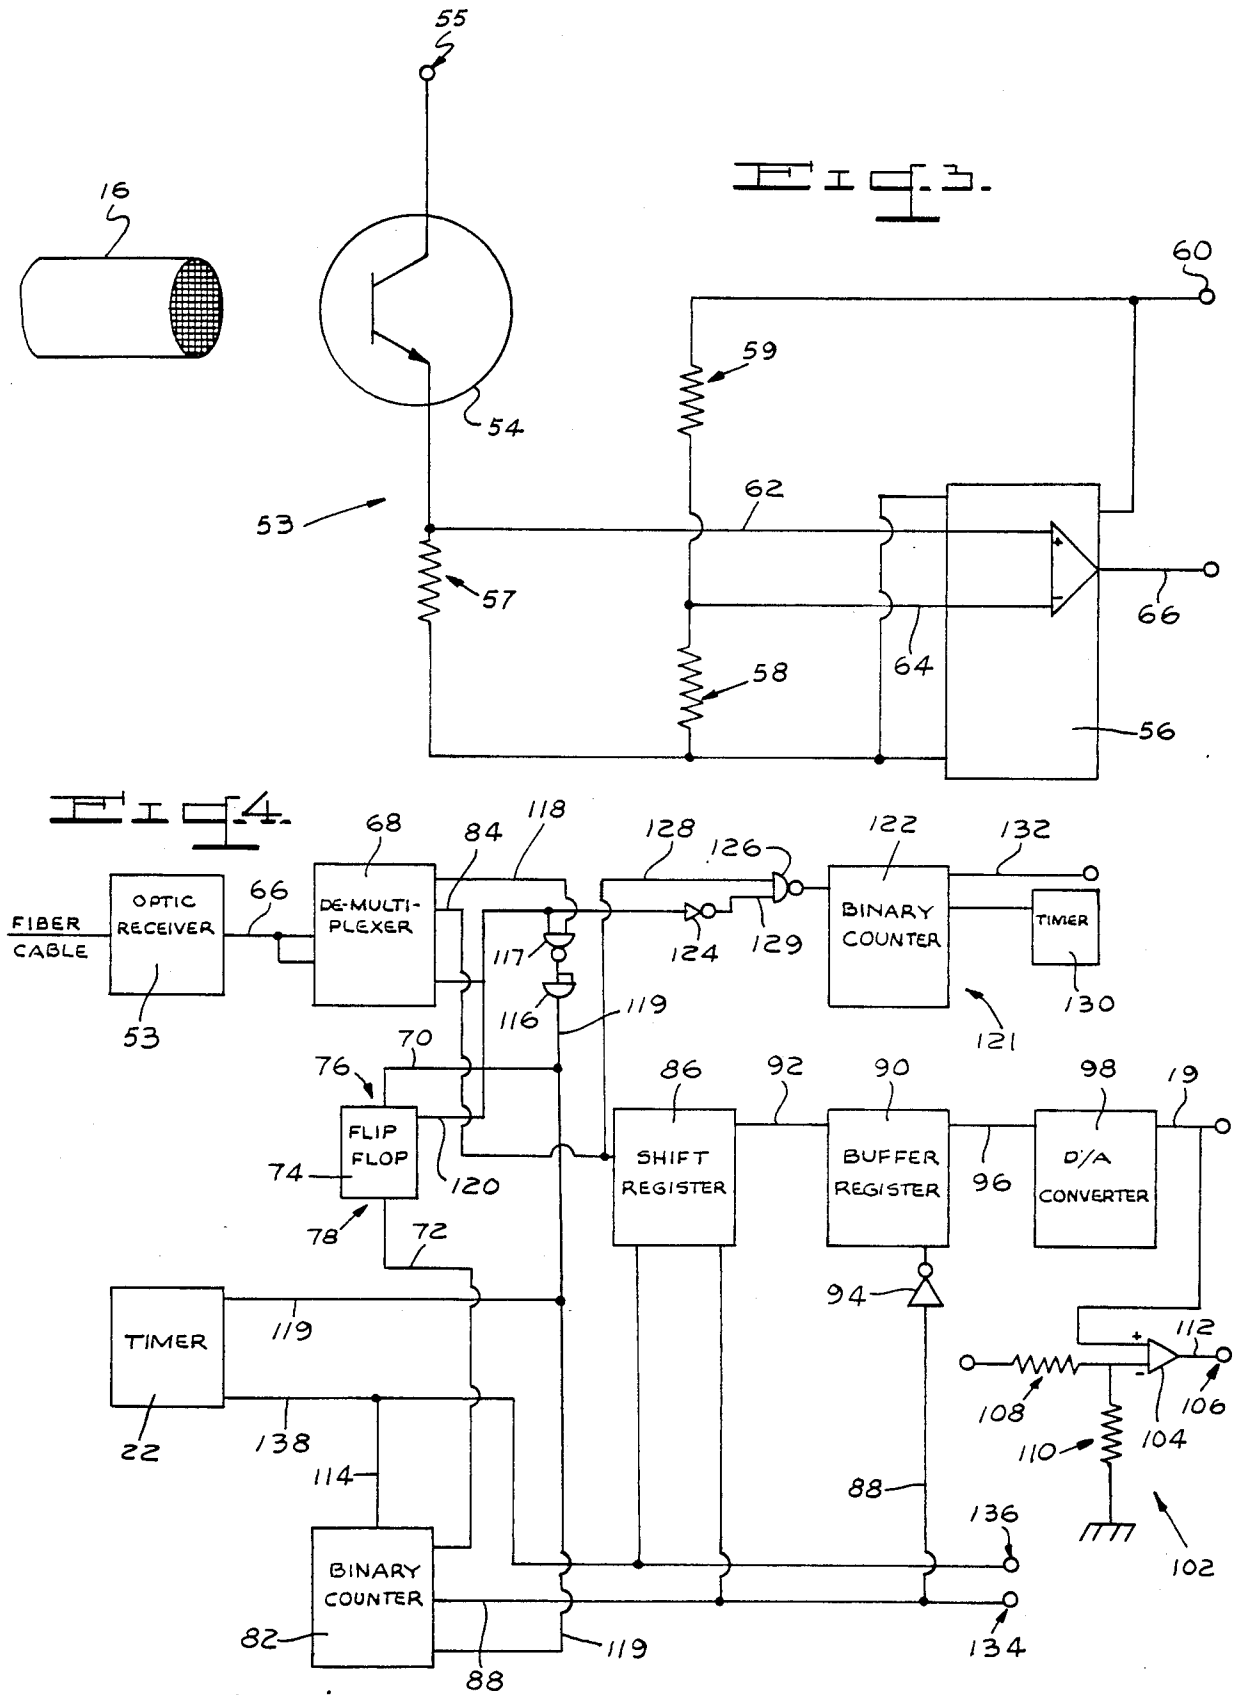 55
Fig-3.
16
60
59
54
53
62
57
66
64
58
56
Fig-4.
68
84
118
128
126
122
132
OPTIC
RECEIVER
66
DE-MULTI-
PLEXER
FIBER
CABLE
117
124
129
BINARY
COUNTER
TIMER
53
116
119
121
130
70
76
86
92
90
98
19
FLIP
FLOP
74
120
SHIFT
REGISTER
BUFFER
REGISTER
96
D/A
CONVERTER
78
72
94
TIMER
119
112
+
-
108
104
106
22
138
110
114
88
136
102
BINARY
COUNTER
82
88
119
134